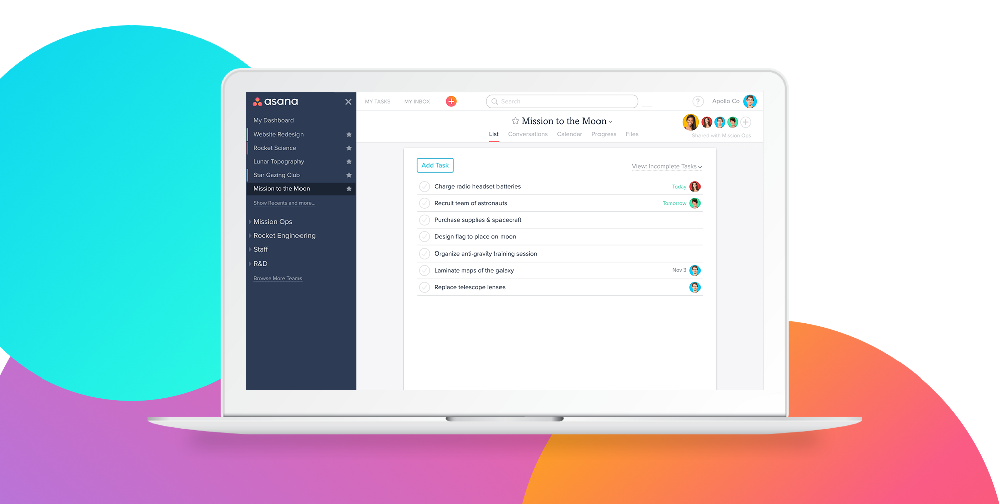 asana
My Dashboard
Website Redesign
Rocket Science
Lunar Topography
Star Gazing Club
Mission to the Moon
Show Recents and more...
Mission Ops
Rocket Engineering
Staff
R&D
Browse More Teams
MY TASKS
MY INBOX
Search
?
Apollo Co
Mission to the Moon
List
Conversations
Calendar
Progress
Files
Shared with Mission Ops
Add Task
View: Incomplete Tasks
Charge radio headset batteries
Today
Recruit team of astronauts
Tomorrow
Purchase supplies & spacecraft
Design flag to place on moon
Organize anti-gravity training session
Laminate maps of the galaxy
Nov 3
Replace telescope lenses